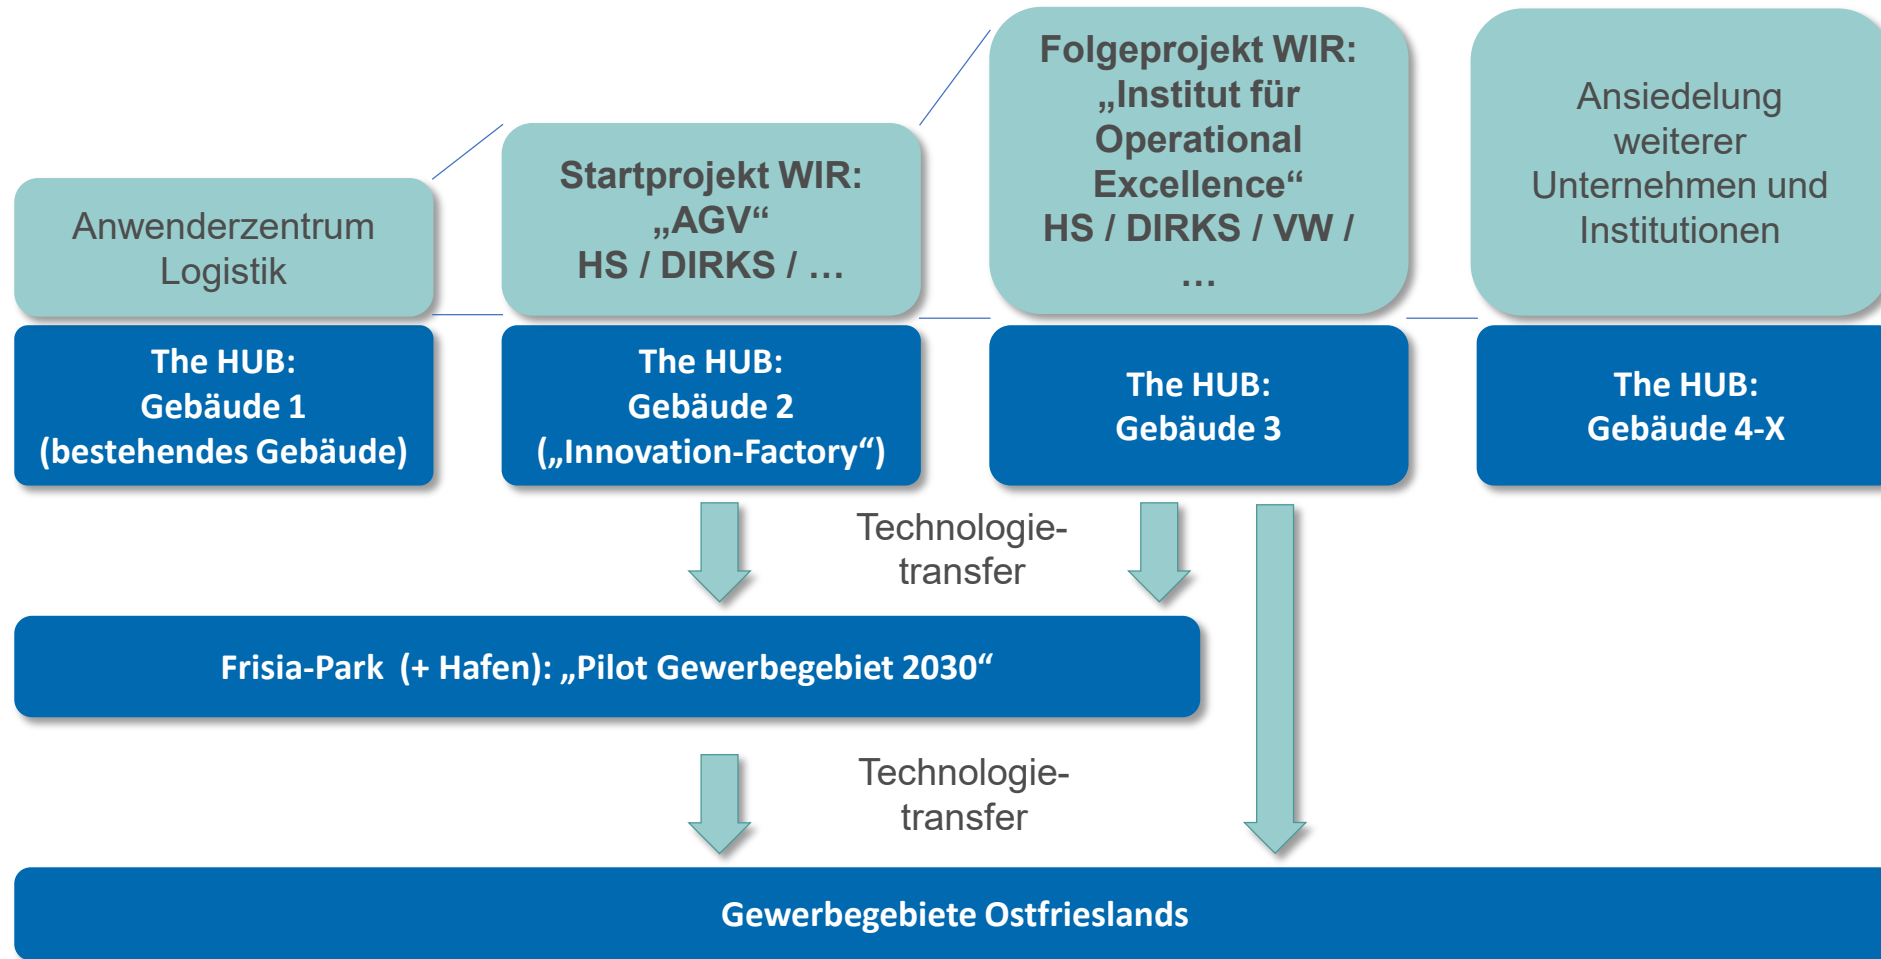 Anwenderzentrum
Logistik
Startprojekt WIR:
„AGV“
HS / DIRKS / …
Folgeprojekt WIR:
„Institut für
Operational
Excellence“
HS / DIRKS / VW /
…
Ansiedelung
weiterer
Unternehmen und
Institutionen
The HUB:
Gebäude 1
(bestehendes Gebäude)
The HUB:
Gebäude 2
(„Innovation-Factory“)
The HUB:
Gebäude 3
The HUB:
Gebäude 4-X
Technologie-
transfer
Frisia-Park (+ Hafen): „Pilot Gewerbegebiet 2030“
Technologie-
transfer
Gewerbegebiete Ostfrieslands